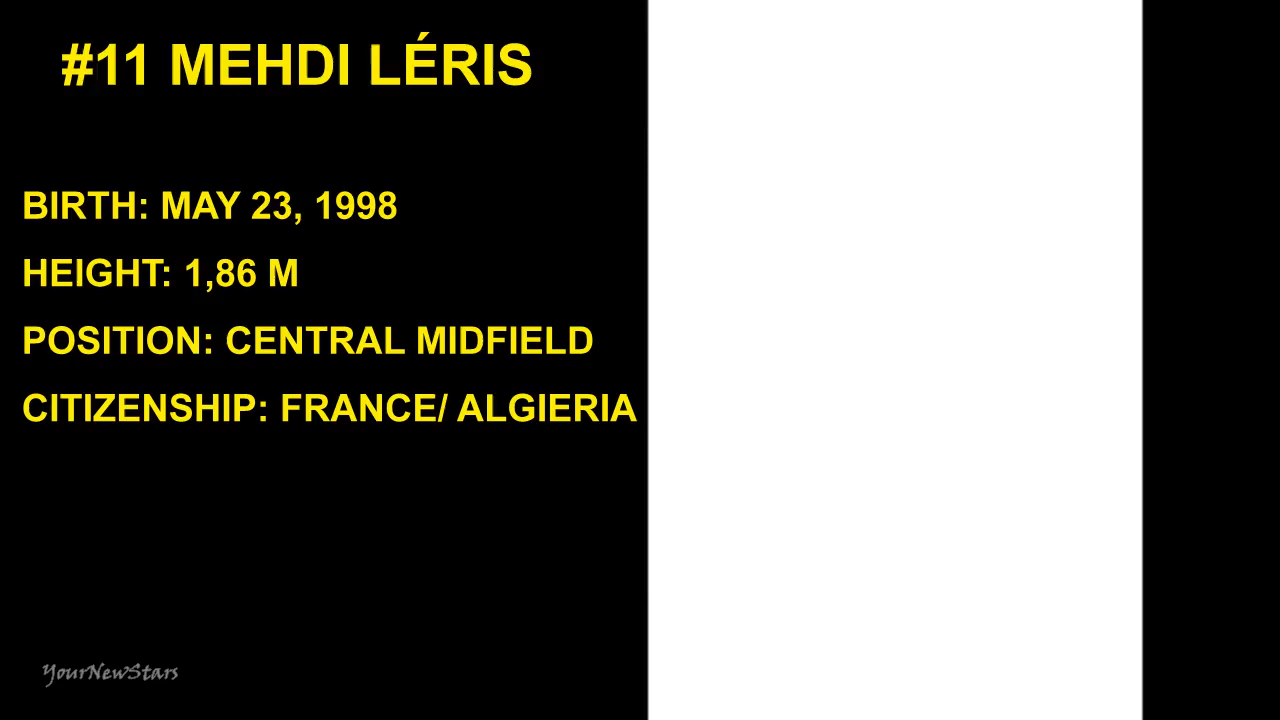 #11 MEHDI LÉRIS
BIRTH: MAY 23, 1998
HEIGHT: 1,86 M
POSITION: CENTRAL MIDFIELD
CITIZENSHIP: FRANCE/ ALGIERIA
YourNewStars